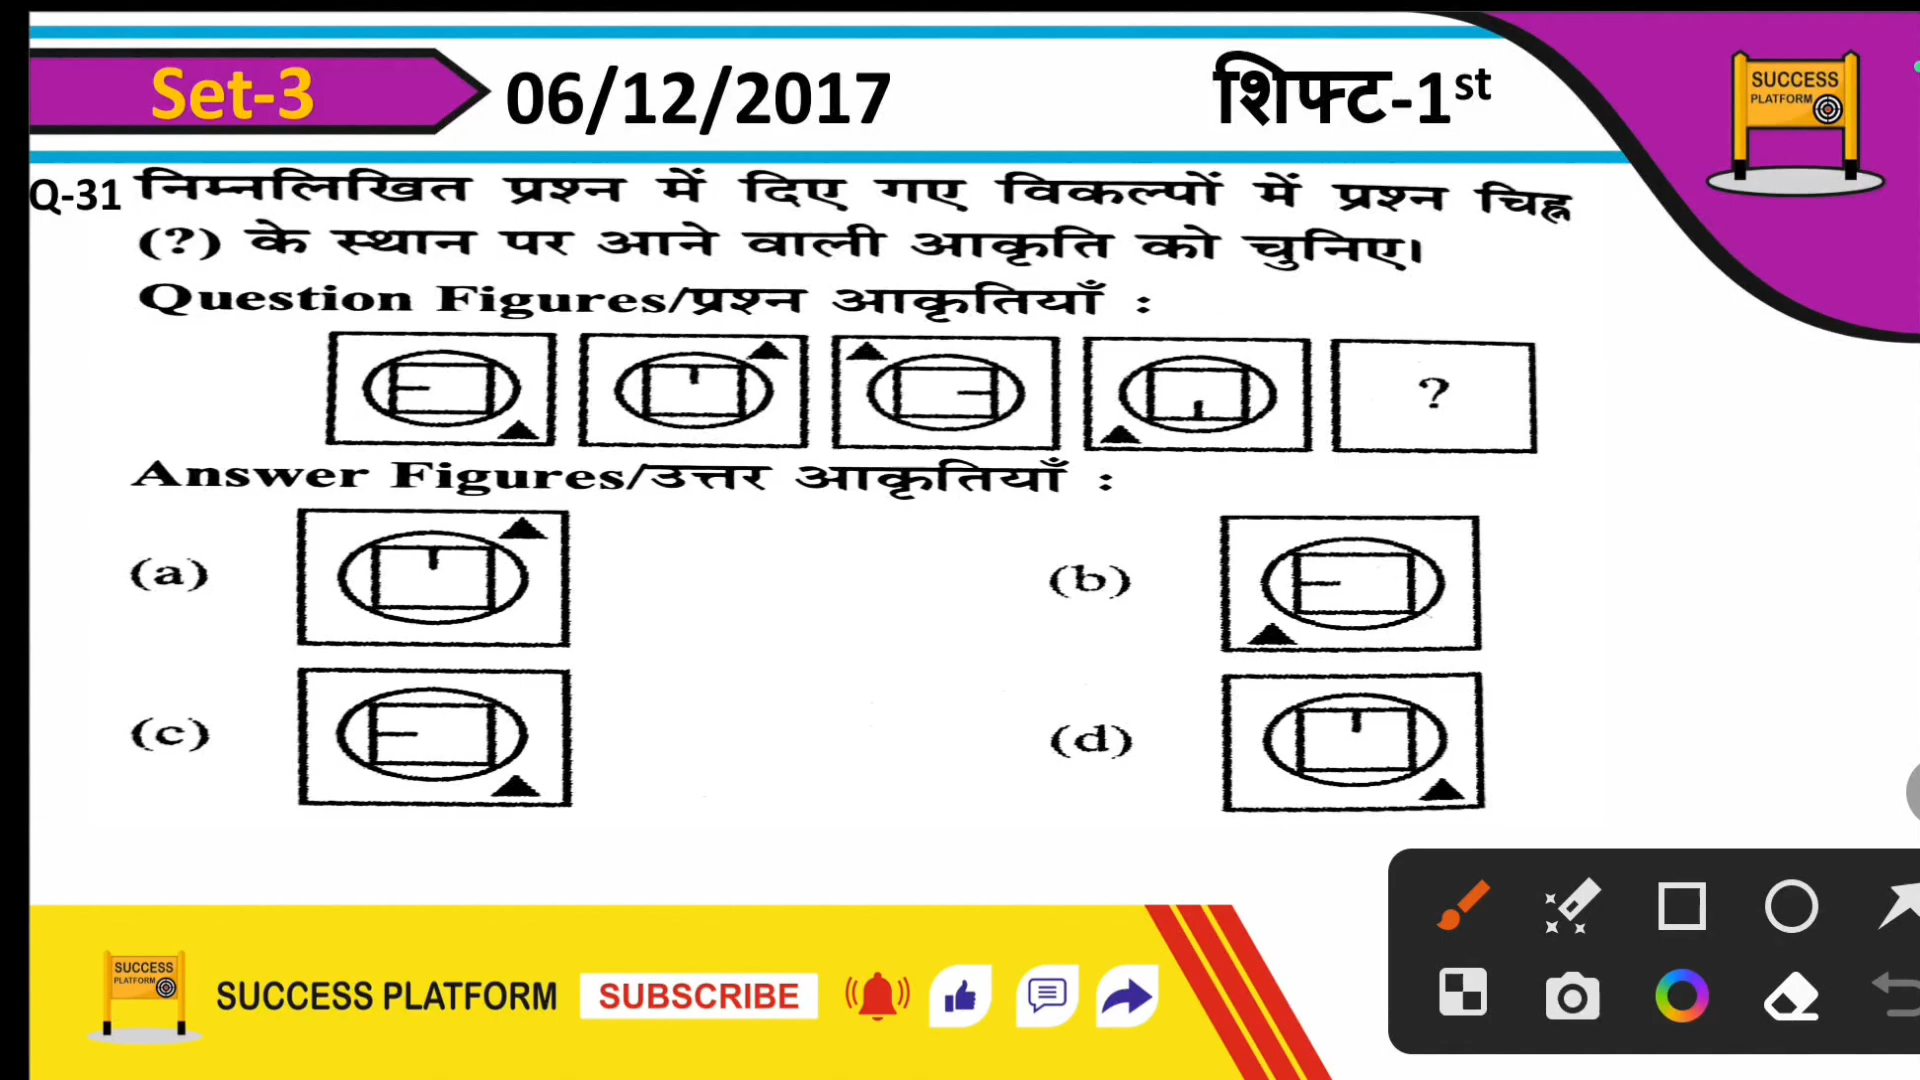 Set-3
06/12/2017
शिफ्ट-1st
SUCCESS
PLATFORM
Q-31 निम्नलिखित प्रश्न में दिए गए विकल्पों में प्रश्न चिह्न
(?) के स्थान पर आने वाली आकृति को चुनिए।
Question Figures/प्रश्न आकृतियाँ :
?
Answer Figures/उत्तर आकृतियाँ :
(a)
(b)
(c)
(d)
SUCCESS
PLATFORM
SUCCESS PLATFORM
SUBSCRIBE